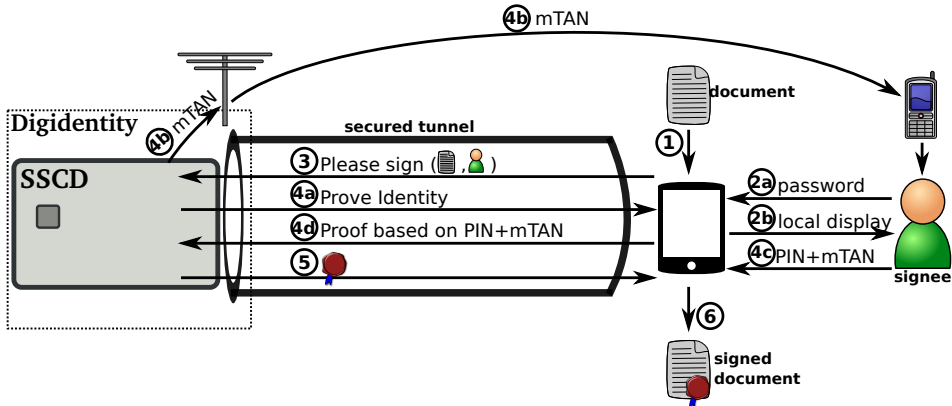 4b mTAN
document
Digidentity
4b mTAN
secured tunnel
1
SSCD
3 Please sign ( , )
2a password
4a Prove Identity
2b local display
4d Proof based on PIN+mTAN
4c PIN+mTAN
5
signee
6
signed
document